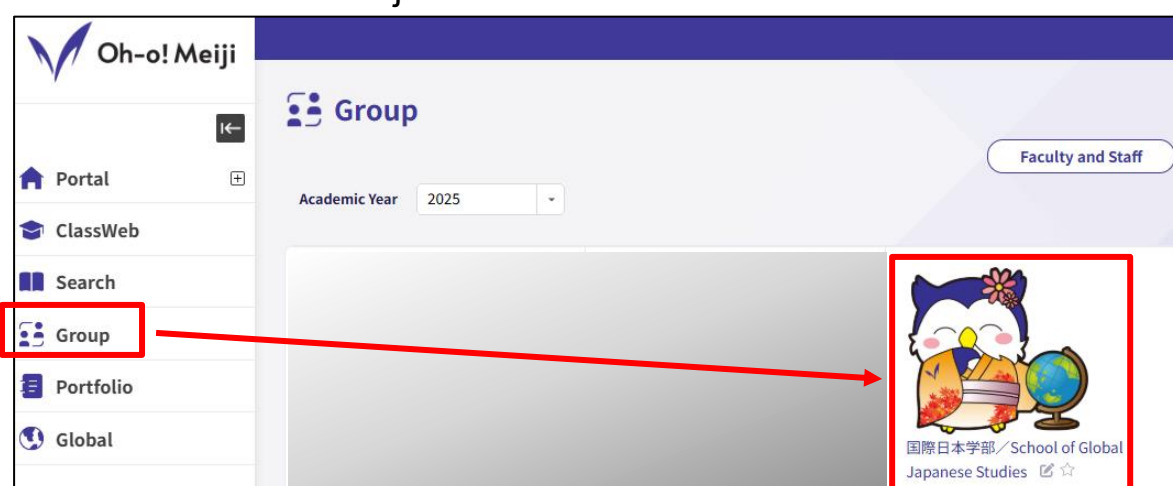 Oh-o! Meiji
Group
Faculty and Staff
Portal
Academic Year 2025
ClassWeb
Search
Group
Portfolio
Global
国際日本学部／School of Global
Japanese Studies